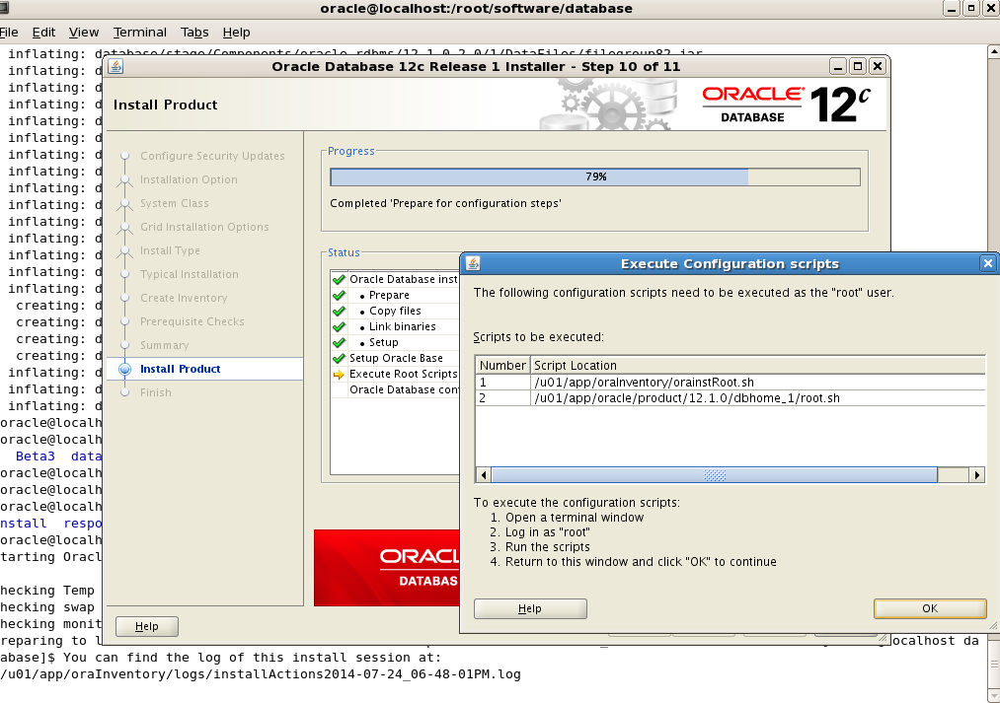 oracle@localhost:/root/software/database
File Edit View Terminal Tabs Help
inflating: database/stage/Components/oracle.rdbms/12.1.0.2.0/1/DataFiles/filegroup82.jar
inflating: d
inflating: d
inflating: d
inflating: d
inflating: d
inflating: d
inflating: d
inflating: d
inflating: d
inflating: d
inflating: d
inflating: d
inflating: d
inflating: d
creating: d
creating: d
creating: d
creating: d
inflating: d
inflating: d
inflating: d
oracle@localh
oracle@localh
Beta3 data
oracle@localh
oracle@localh
oracle@localh
nstall respo
oracle@localh
tarting Oracl
hecking Temp
hecking swap
hecking monit
reparing to l
ocalhost da
abase]$ You can find the log of this install session at:
/u01/app/oraInventory/logs/installActions2014-07-24_06-48-01PM.log
Oracle Database 12c Release 1 Installer - Step 10 of 11
Install Product
ORACLE
DATABASE
12c
Configure Security Updates
Installation Option
System Class
Grid Installation Options
Install Type
Typical Installation
Create Inventory
Prerequisite Checks
Summary
Install Product
Finish
Progress
79%
Completed 'Prepare for configuration steps'
Status
Oracle Database inst
• Prepare
• Copy files
• Link binaries
• Setup
Setup Oracle Base
Execute Root Scripts
Oracle Database con
ORACL
DATABAS
Help
Execute Configuration scripts
The following configuration scripts need to be executed as the "root" user.
Scripts to be executed:
Number Script Location
1 /u01/app/oraInventory/orainstRoot.sh
2 /u01/app/oracle/product/12.1.0/dbhome_1/root.sh
To execute the configuration scripts:
1. Open a terminal window
2. Log in as "root"
3. Run the scripts
4. Return to this window and click "OK" to continue
Help
OK